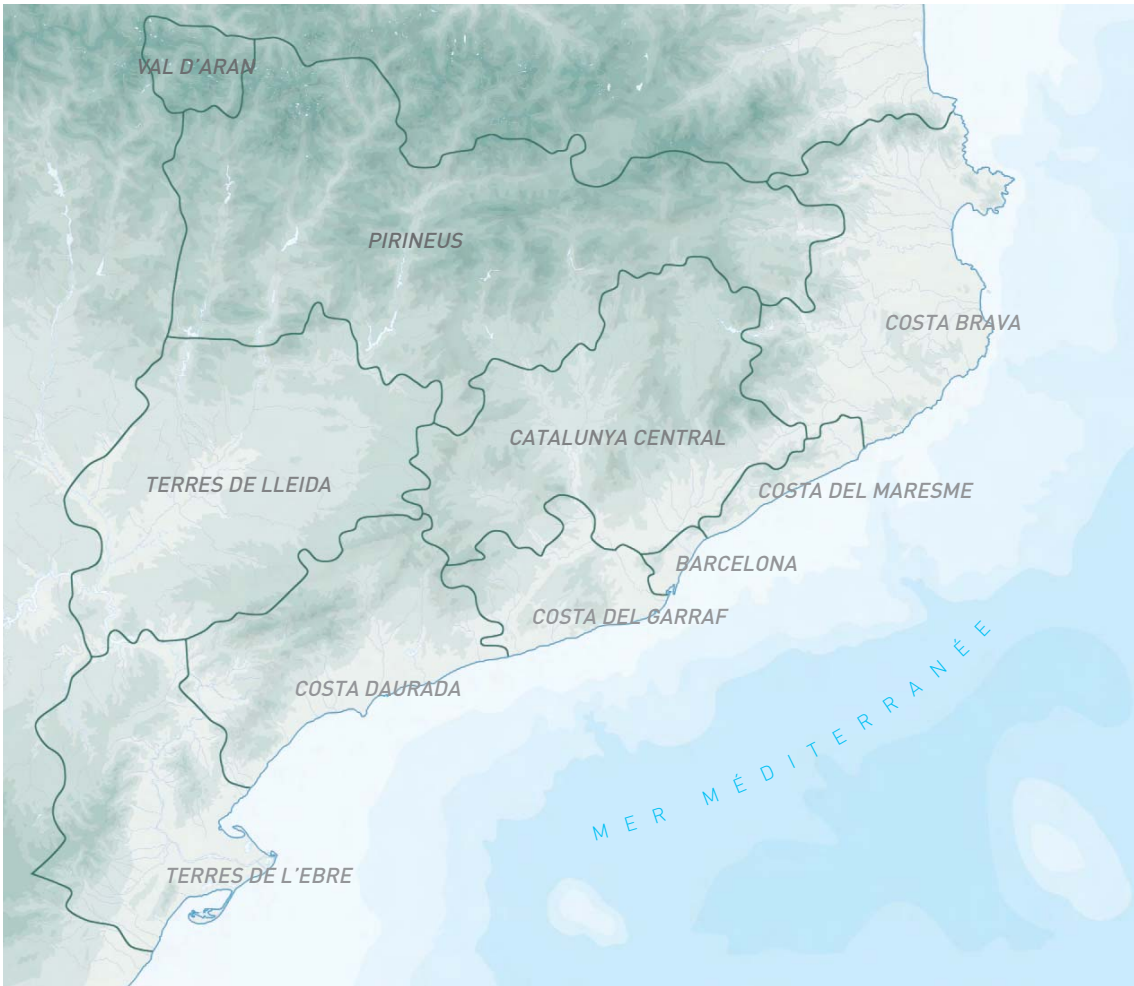 VAL D'ARAN
PIRINEUS
COSTA BRAVA
CATALUNYA CENTRAL
TERRES DE LLEIDA
COSTA DEL MARESME
BARCELONA
COSTA DEL GARRAF
COSTA DAURADA
MER MÉDITERRANÉE
TERRES DE L'EBRE